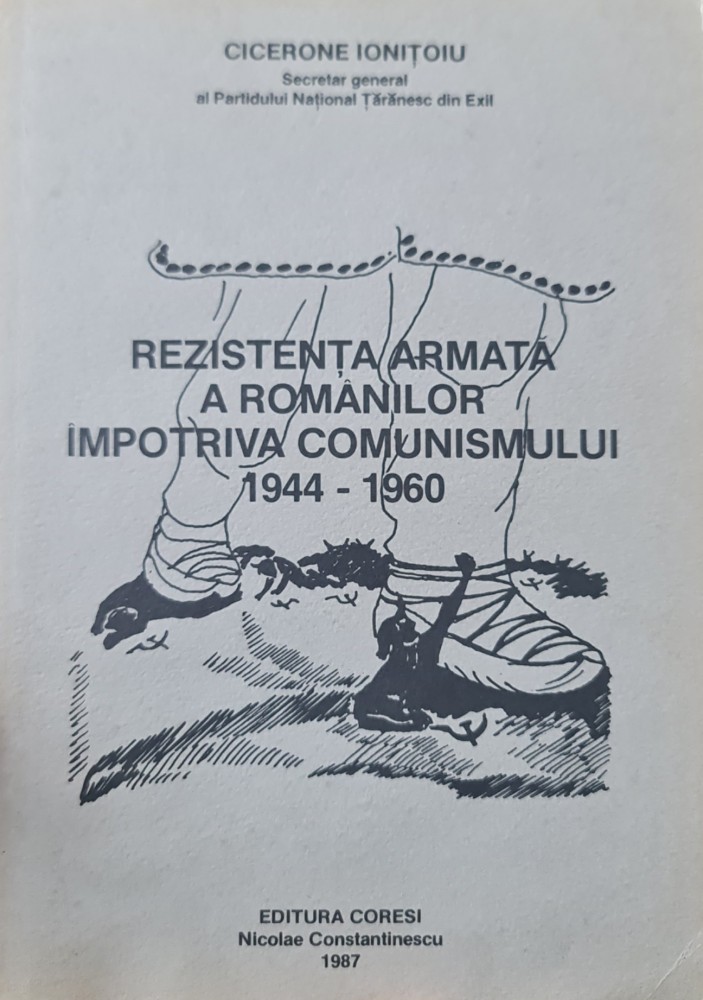 CICERONE IONIȚOIU
Secretar general
al Partidului Național Țărănesc din Exil
REZISTENȚA ARMATĂ
A ROMÂNILOR
ÎMPOTRIVA COMUNISMULUI
1944 - 1960
EDITURA CORESI
Nicolae Constantinescu
1987